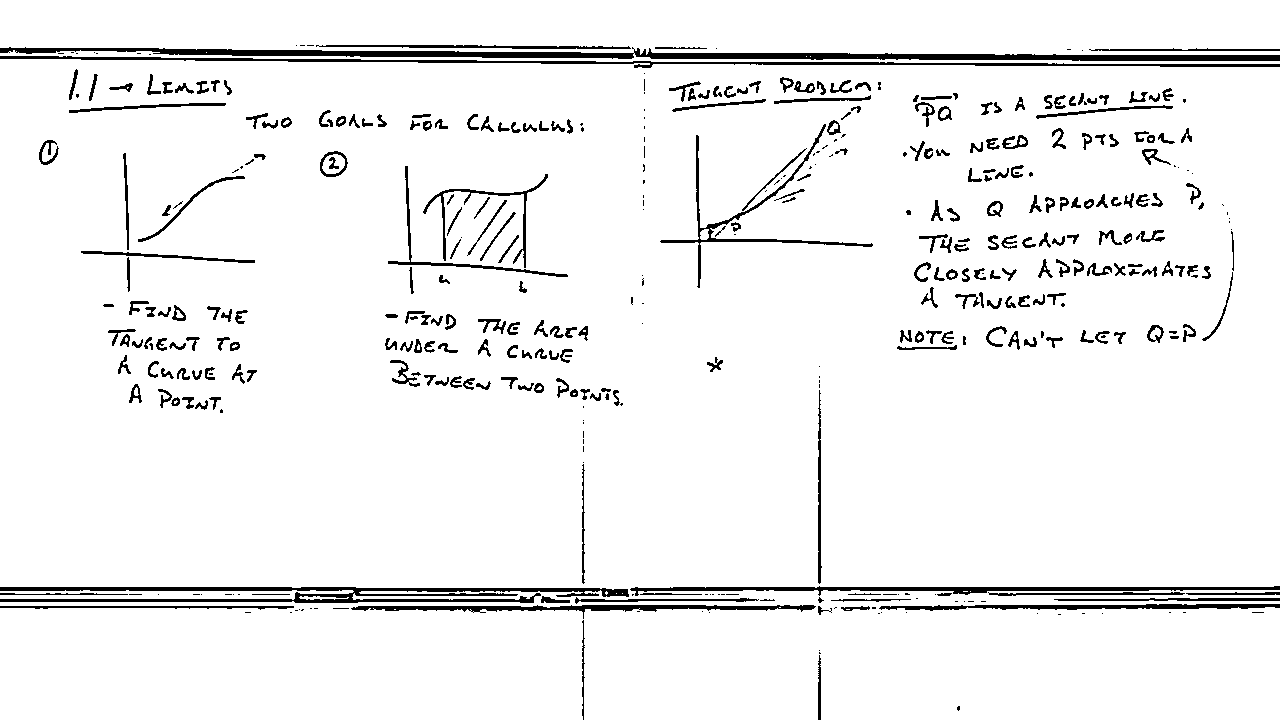 1.1 → LIMITS
TWO GOALS FOR CALCULUS:
①
- FIND THE
TANGENT TO
A CURVE AT
A POINT.
②
a b
- FIND THE AREA
UNDER A CURVE
BETWEEN TWO POINTS.
TANGENT PROBLEM:
Q
P
*
"PQ" IS A SECANT LINE.
• YOU NEED 2 PTS FOR A
LINE.
• AS Q APPROACHES P,
THE SECANT MORE
CLOSELY APPROXIMATES
A TANGENT.
NOTE: CAN'T LET Q=P